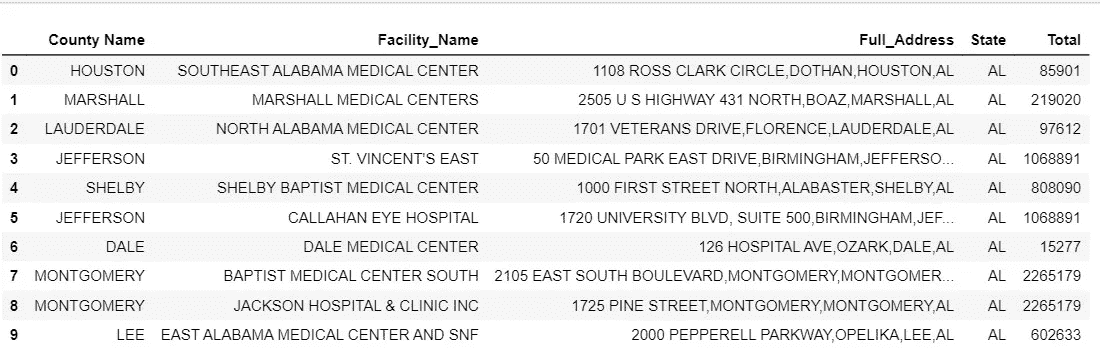 County Name Facility_Name Full_Address State Total
0 HOUSTON SOUTHEAST ALABAMA MEDICAL CENTER 1108 ROSS CLARK CIRCLE,DOTHAN,HOUSTON,AL AL 85901
1 MARSHALL MARSHALL MEDICAL CENTERS 2505 U S HIGHWAY 431 NORTH,BOAZ,MARSHALL,AL AL 219020
2 LAUDERDALE NORTH ALABAMA MEDICAL CENTER 1701 VETERANS DRIVE,FLORENCE,LAUDERDALE,AL AL 97612
3 JEFFERSON ST. VINCENT'S EAST 50 MEDICAL PARK EAST DRIVE,BIRMINGHAM,JEFFERSO... AL 1068891
4 SHELBY SHELBY BAPTIST MEDICAL CENTER 1000 FIRST STREET NORTH,ALABASTER,SHELBY,AL AL 808090
5 JEFFERSON CALLAHAN EYE HOSPITAL 1720 UNIVERSITY BLVD, SUITE 500,BIRMINGHAM,JEF... AL 1068891
6 DALE DALE MEDICAL CENTER 126 HOSPITAL AVE,OZARK,DALE,AL AL 15277
7 MONTGOMERY BAPTIST MEDICAL CENTER SOUTH 2105 EAST SOUTH BOULEVARD,MONTGOMERY,MONTGOMER... AL 2265179
8 MONTGOMERY JACKSON HOSPITAL & CLINIC INC 1725 PINE STREET,MONTGOMERY,MONTGOMERY,AL AL 2265179
9 LEE EAST ALABAMA MEDICAL CENTER AND SNF 2000 PEPPERELL PARKWAY,OPELIKA,LEE,AL AL 602633